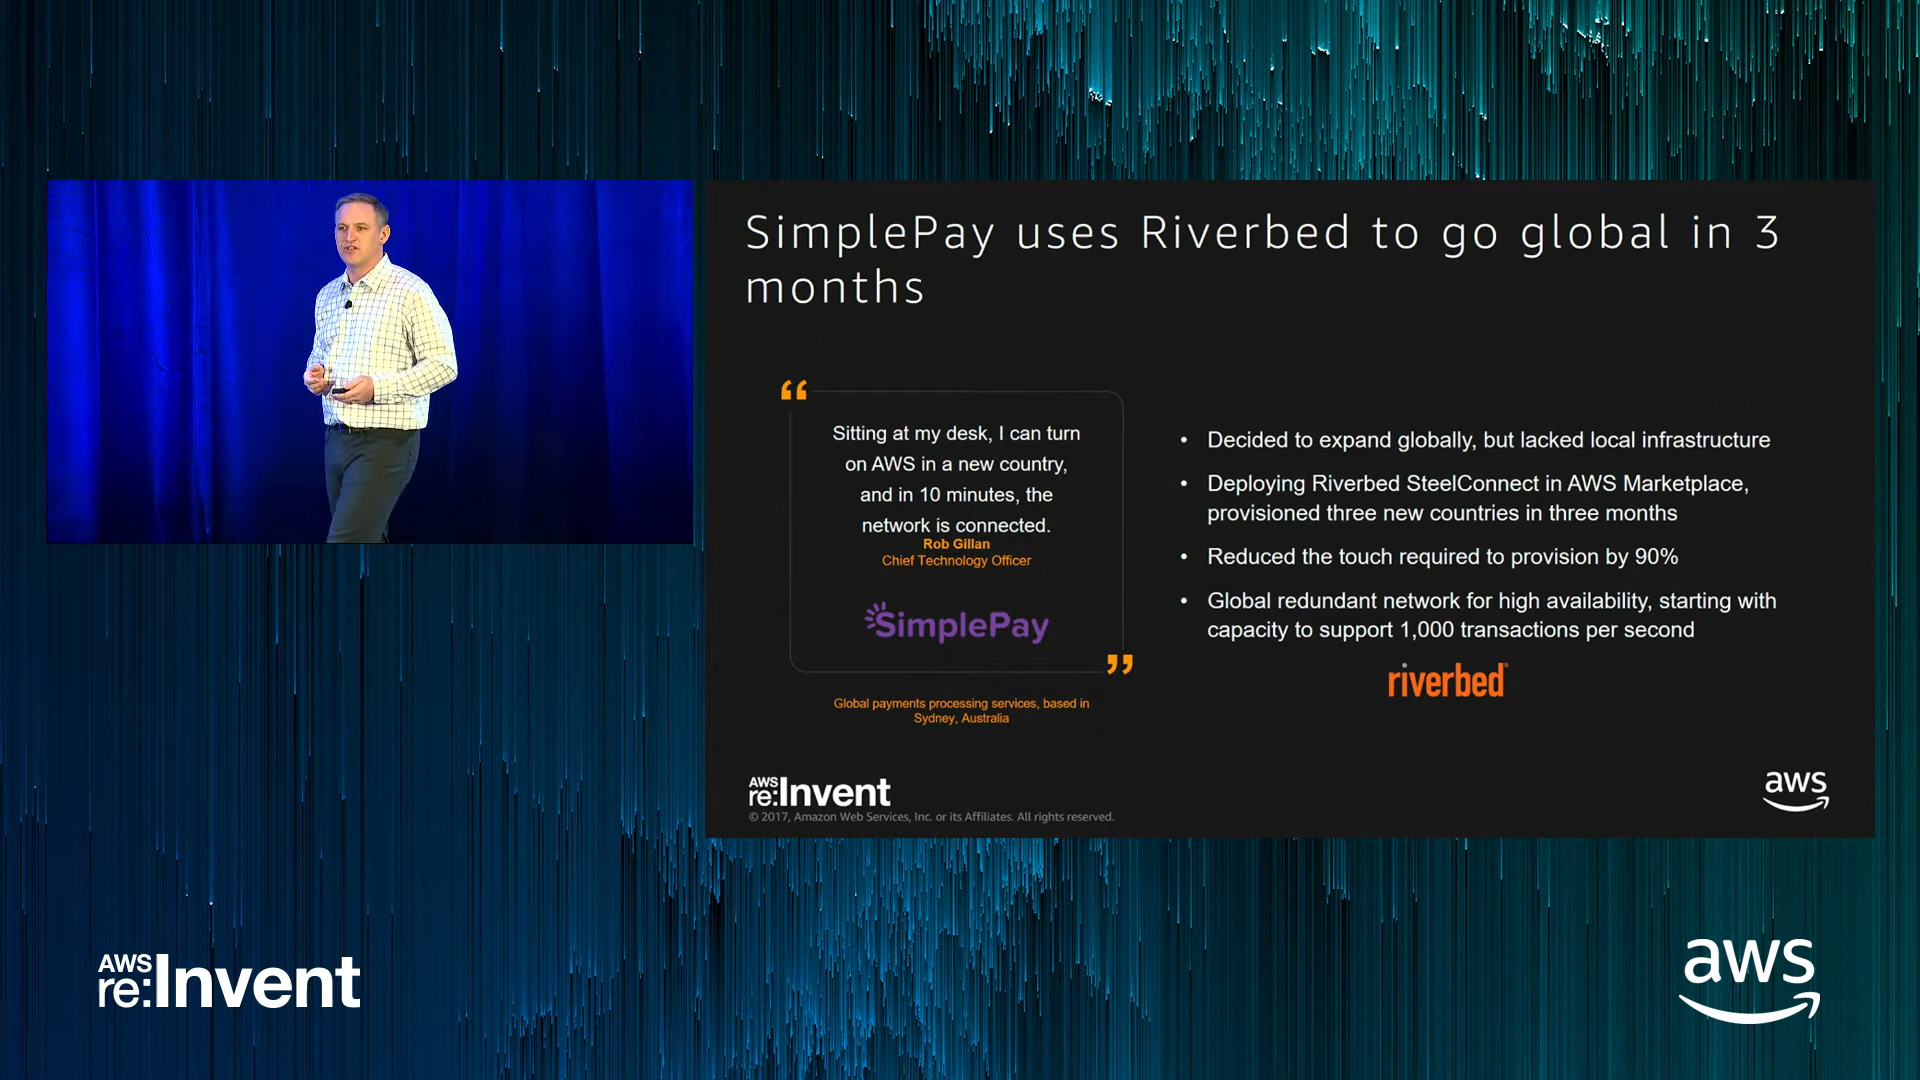 SimplePay uses Riverbed to go global in 3
months
“
Sitting at my desk, I can turn
on AWS in a new country,
and in 10 minutes, the
network is connected.
Rob Gillan
Chief Technology Officer
SimplePay
”
Global payments processing services, based in
Sydney, Australia
• Decided to expand globally, but lacked local infrastructure
• Deploying Riverbed SteelConnect in AWS Marketplace,
provisioned three new countries in three months
• Reduced the touch required to provision by 90%
• Global redundant network for high availability, starting with
capacity to support 1,000 transactions per second
riverbed
AWS
re:Invent
© 2017, Amazon Web Services, Inc. or its Affiliates. All rights reserved.
aws
AWS
re:Invent
aws